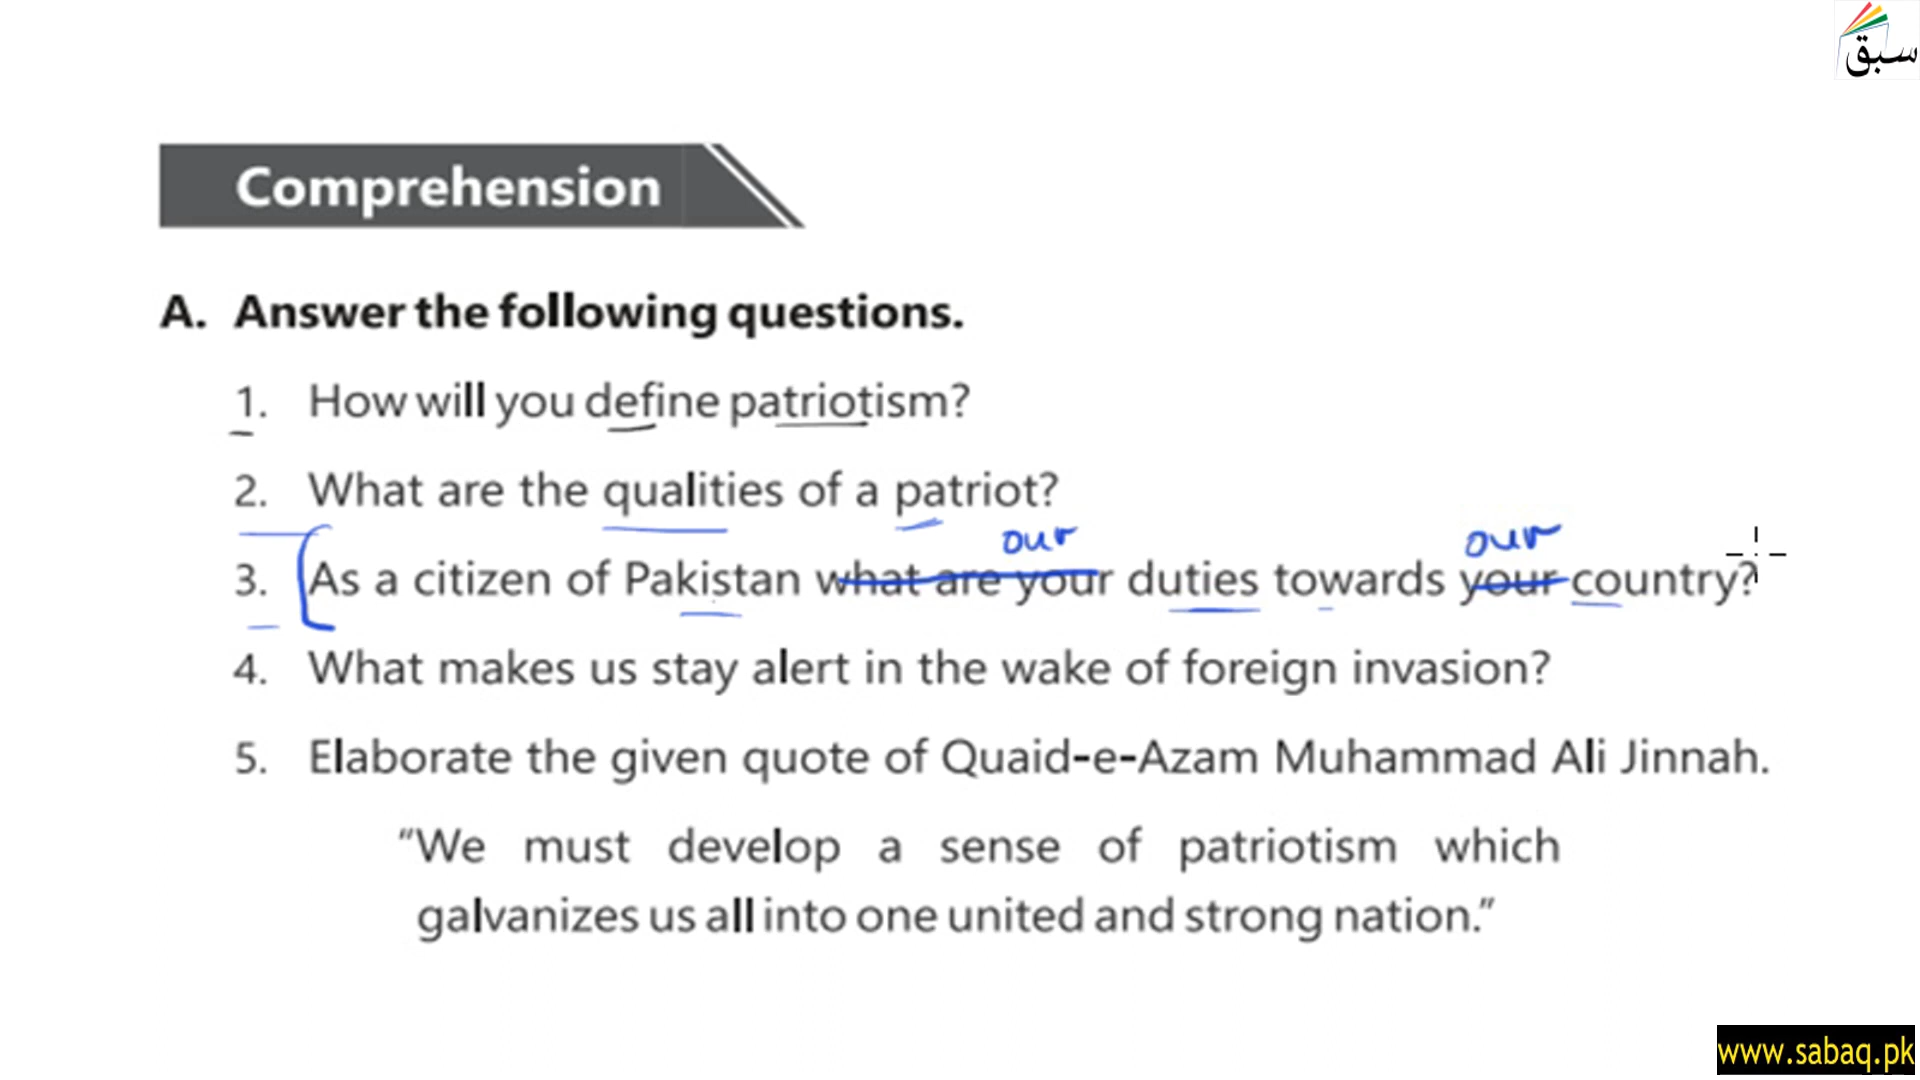 سبق
Comprehension
A. Answer the following questions.
1. How will you define patriotism?
2. What are the qualities of a patriot?
our our
3. As a citizen of Pakistan what are your duties towards your country?
4. What makes us stay alert in the wake of foreign invasion?
5. Elaborate the given quote of Quaid-e-Azam Muhammad Ali Jinnah.
“We must develop a sense of patriotism which
galvanizes us all into one united and strong nation.”
www.sabaq.pk